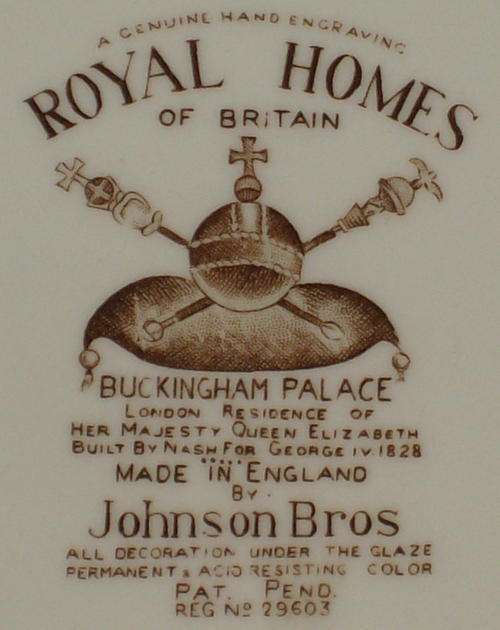 A GENUINE HAND ENGRAVING
ROYAL HOMES
OF BRITAIN
BUCKINGHAM PALACE
LONDON RESIDENCE OF
HER MAJESTY QUEEN ELIZABETH
BUILT BY NASH FOR GEORGE IV. 1828
MADE IN ENGLAND
BY.
Johnson Bros
ALL DECORATION UNDER THE GLAZE
PERMANENT & ACID RESISTING COLOR
PAT. PEND.
REG Nº 29603